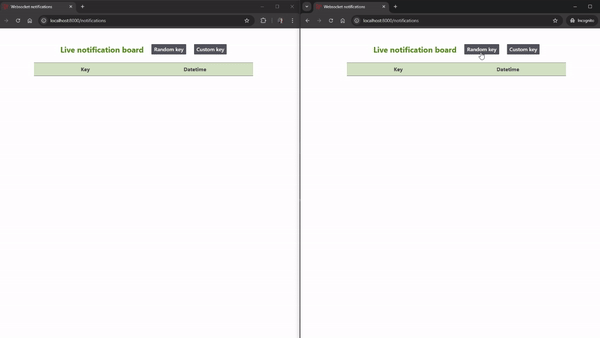 Websocket notifications
localhost:8000/notifications
Live notification board Random key Custom key
Key Datetime
Websocket notifications
localhost:8000/notifications
Incognito
Live notification board Random key Custom key
Key Datetime